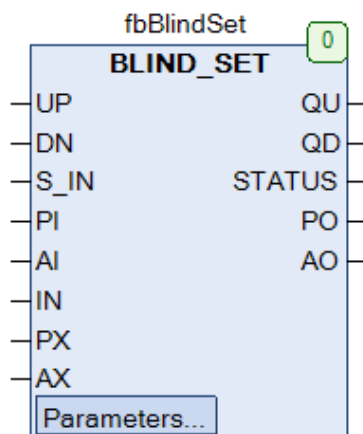 fbBlindSet
0
BLIND_SET
UP QU
DN QD
S_IN STATUS
PI PO
AI AO
IN
PX
AX
Parameters...